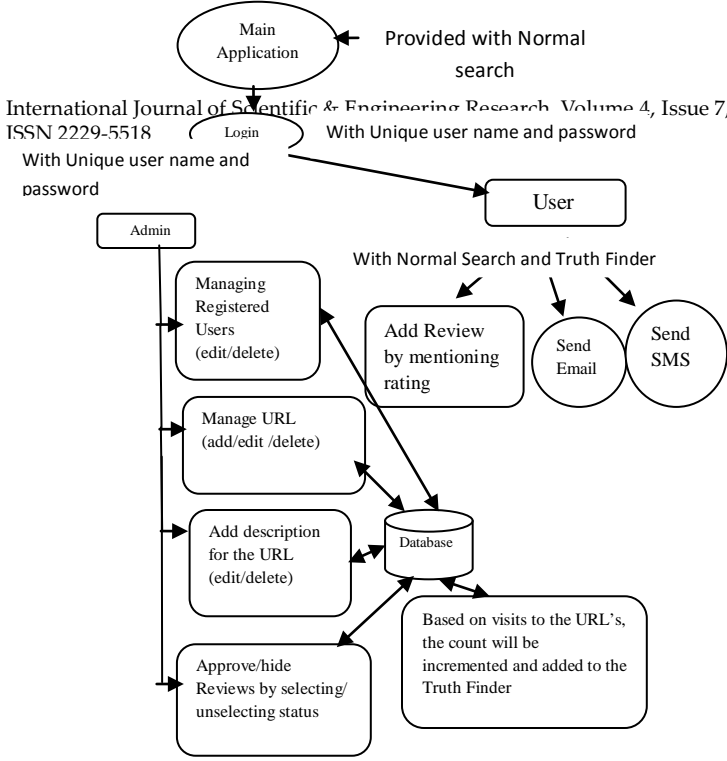 Main
Application
Provided with Normal
search
International Journal of Scientific & Engineering Research, Volume 4, Issue 7,
ISSN 2229-5518
Login
With Unique user name and password
With Unique user name and
password
User
Admin
With Normal Search and Truth Finder
Managing
Registered
Users
(edit/delete)
Add Review
by mentioning
rating
Send
Email
Send
SMS
Manage URL
(add/edit /delete)
Add description
for the URL
(edit/delete)
Database
Based on visits to the URL's,
the count will be
incremented and added to the
Truth Finder
Approve/hide
Reviews by selecting/
unselecting status